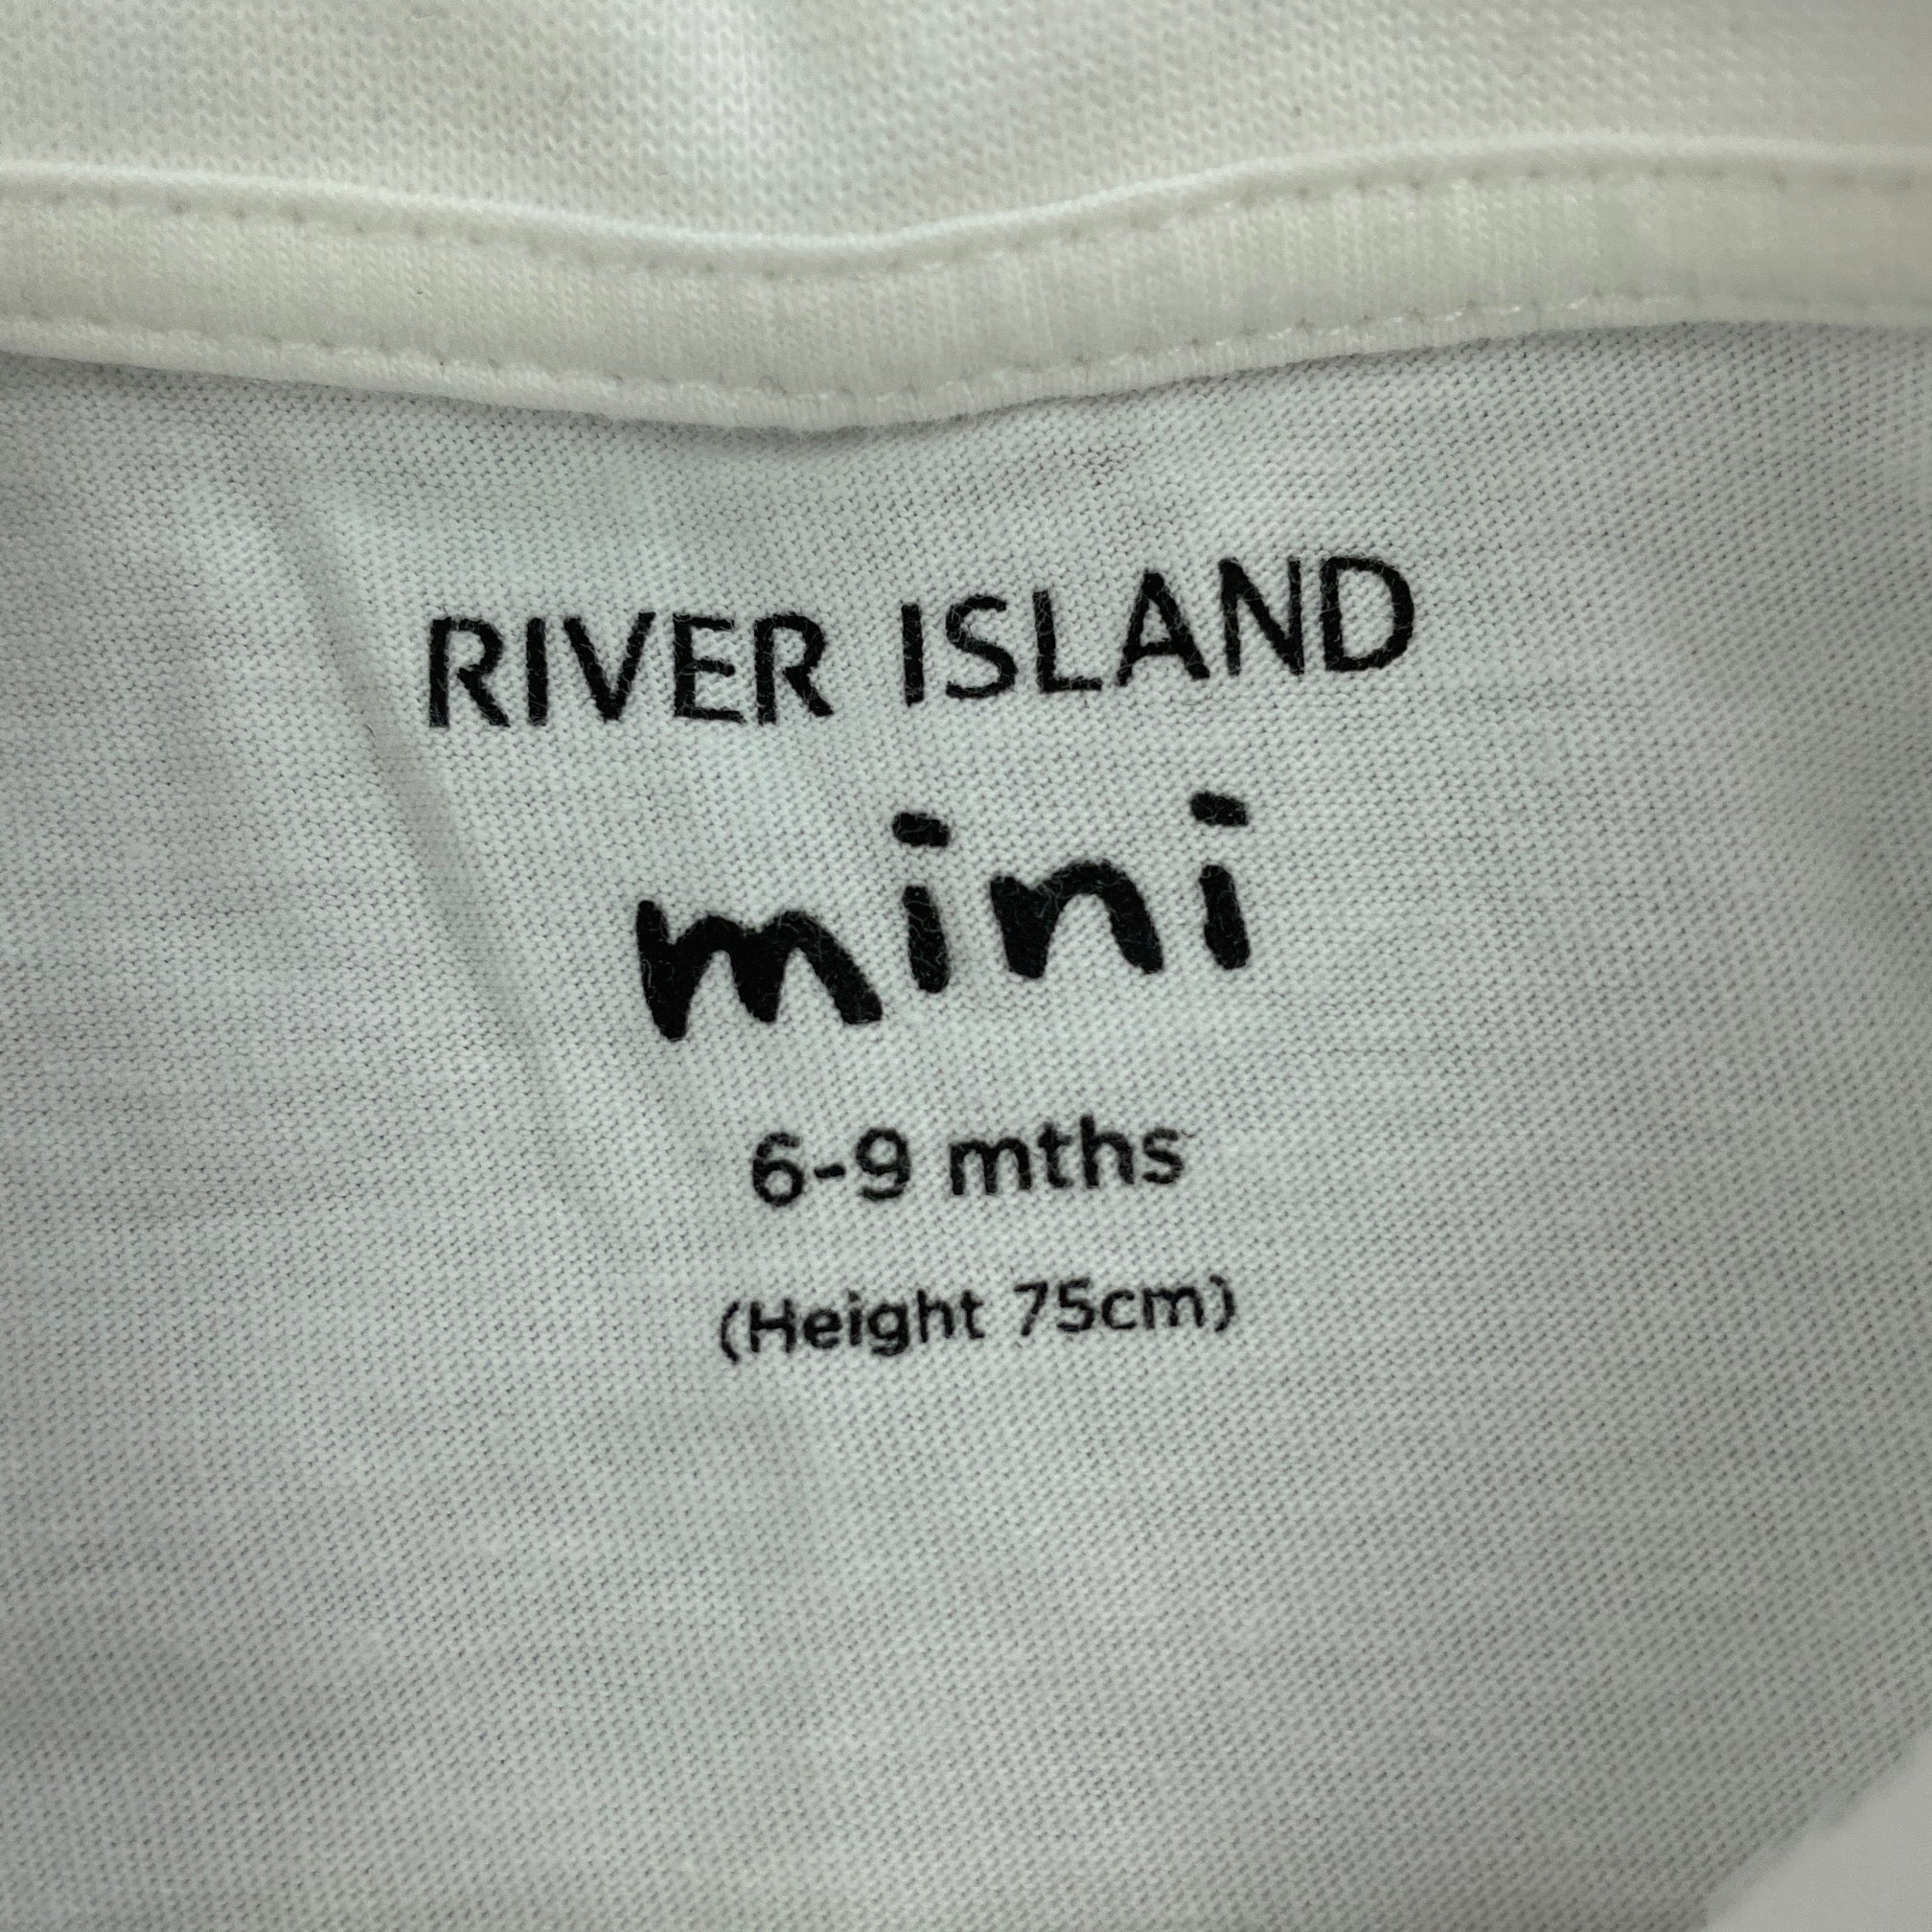 RIVER ISLAND
mini
6-9 mths
(Height 75cm)